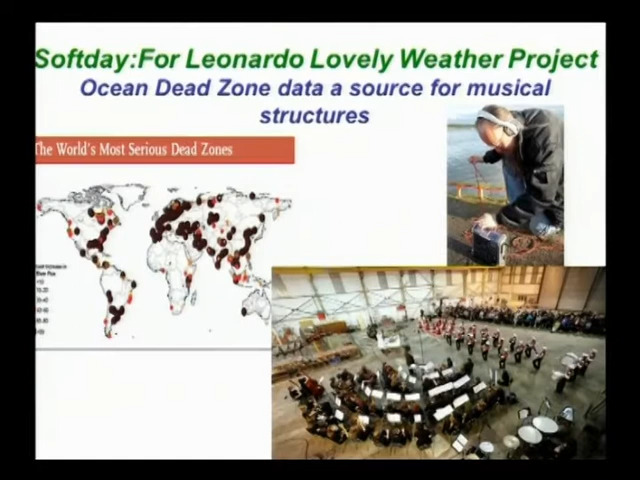 Softday:For Leonardo Lovely Weather Project
Ocean Dead Zone data a source for musical
structures
The World's Most Serious Dead Zones